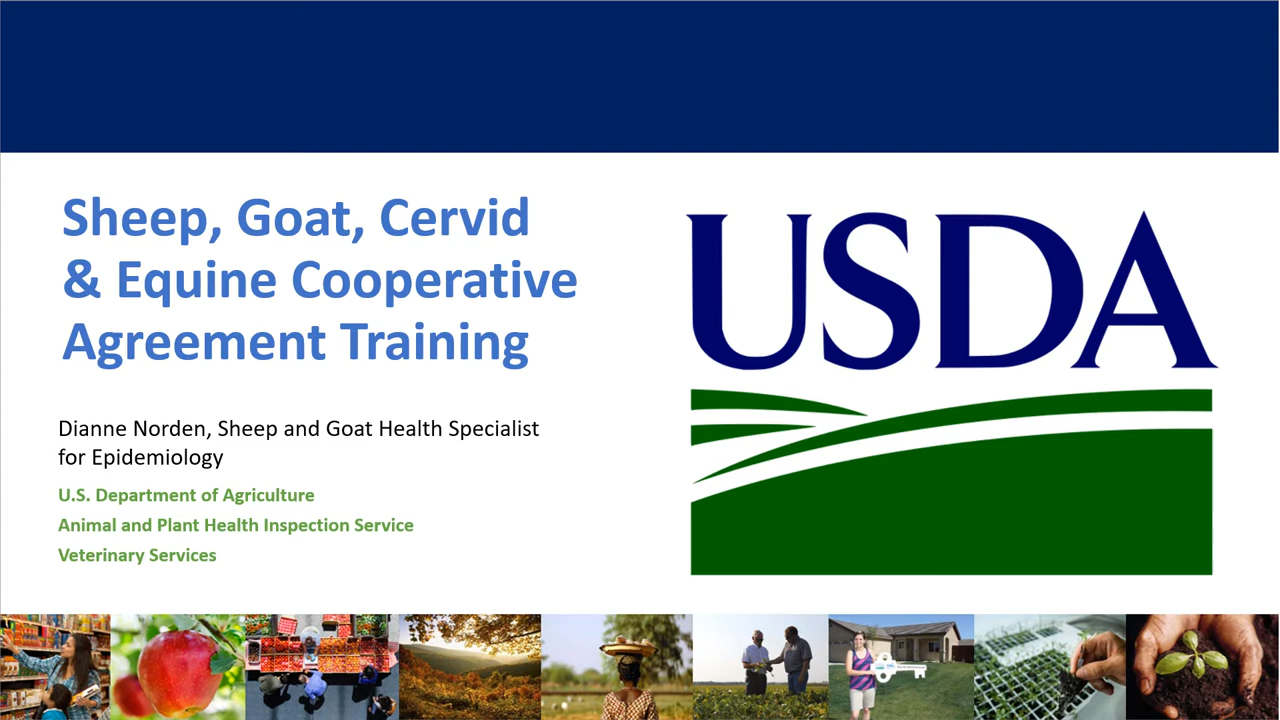 Sheep, Goat, Cervid
& Equine Cooperative
Agreement Training
Dianne Norden, Sheep and Goat Health Specialist
for Epidemiology
U.S. Department of Agriculture
Animal and Plant Health Inspection Service
Veterinary Services
USDA